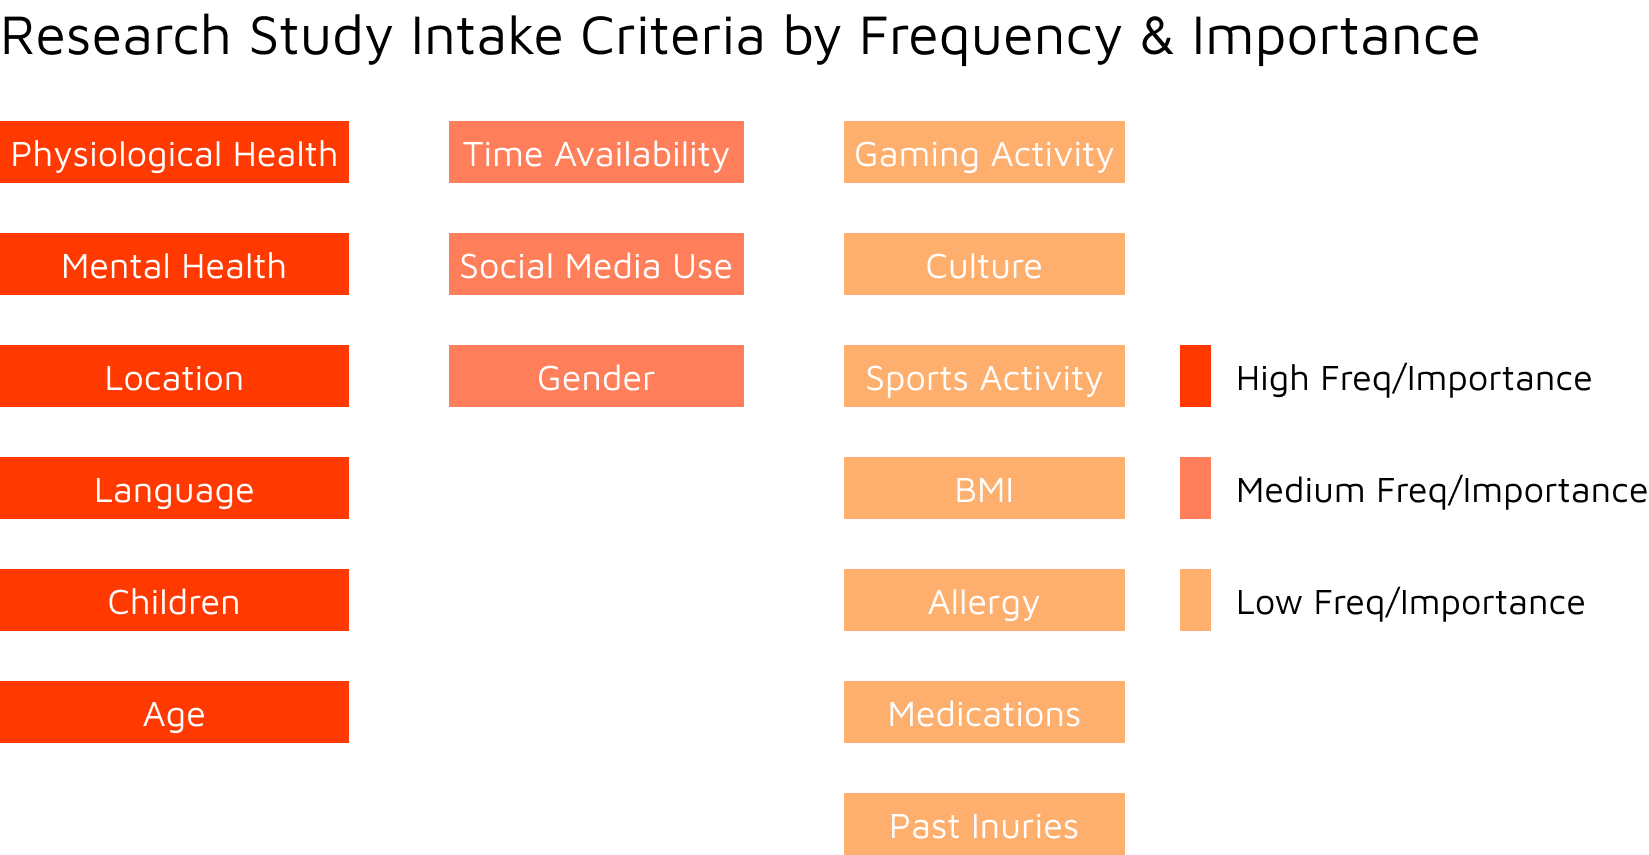 Research Study Intake Criteria by Frequency & Importance
Physiological Health
Mental Health
Location
Language
Children
Age
Time Availability
Social Media Use
Gender
Gaming Activity
Culture
Sports Activity
BMI
Allergy
Medications
Past Inuries
High Freq/Importance
Medium Freq/Importance
Low Freq/Importance